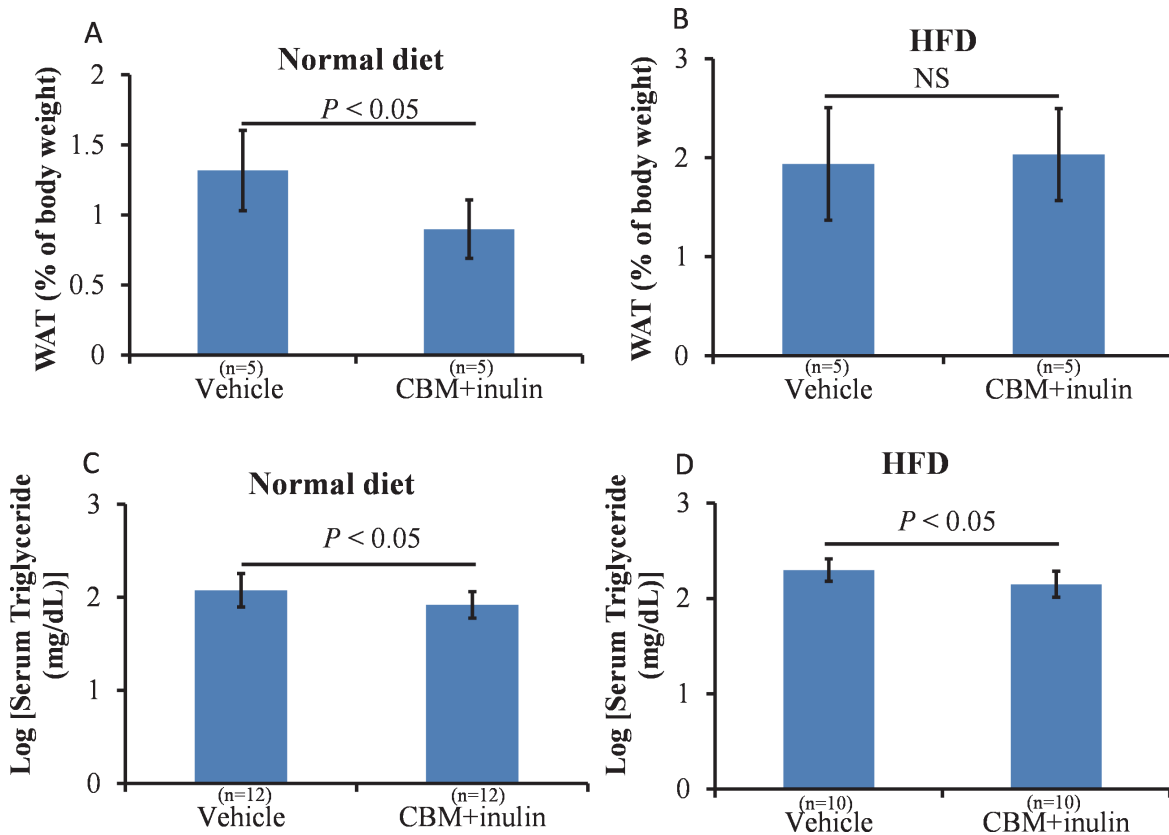 A
Normal diet
P < 0.05
WAT (% of body weight)
2
1.5
1
0.5
0
(n=5)
(n=5)
Vehicle
CBM+inulin
B
HFD
NS
WAT (% of body weight)
3
2
1
0
(n=5)
(n=5)
Vehicle
CBM+inulin
C
Normal diet
P < 0.05
Log [Serum Triglyceride
(mg/dL)]
3
2
1
0
(n=12)
(n=12)
Vehicle
CBM+inulin
D
HFD
P < 0.05
Log [Serum Triglyceride
(mg/dL)]
3
2
1
0
(n=10)
(n=10)
Vehicle
CBM+inulin